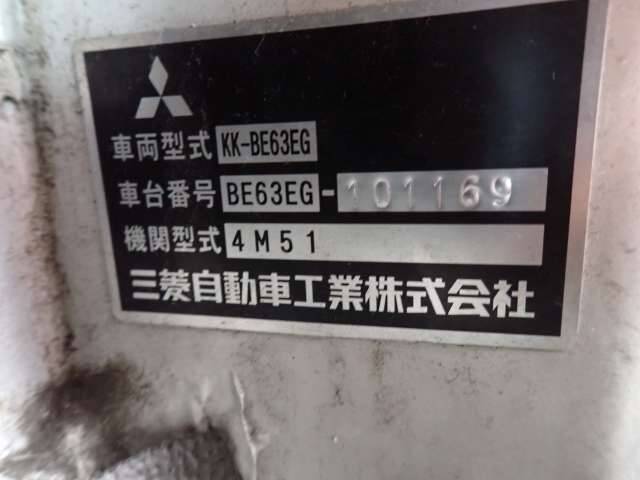 車両型式 KK-BE63EG
車台番号 BE63EG-101169
機関型式 4M51
三菱自動車工業株式会社